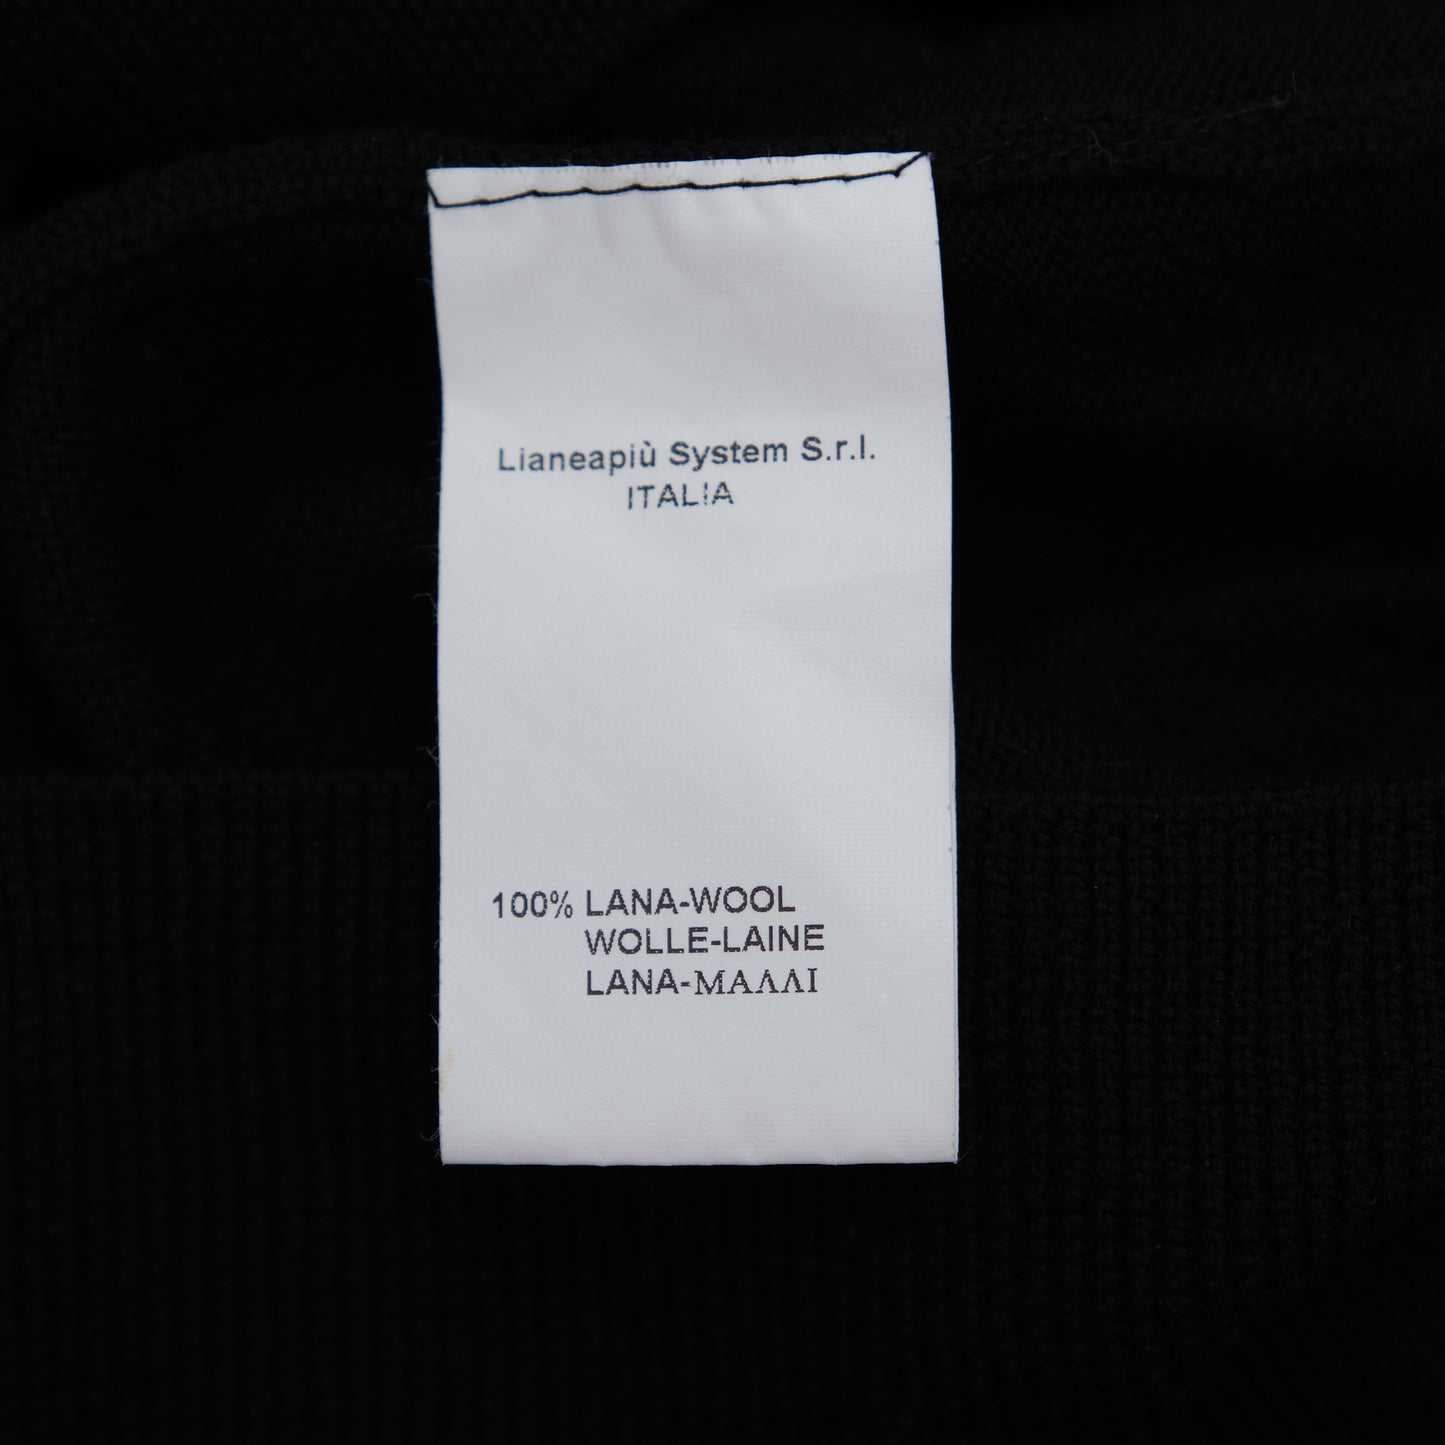 Lianeapiù System S.r.l.
ITALIA
100% LANA-WOOL
WOLLE-LAINE
LANA-ΜΑΛΛΙ